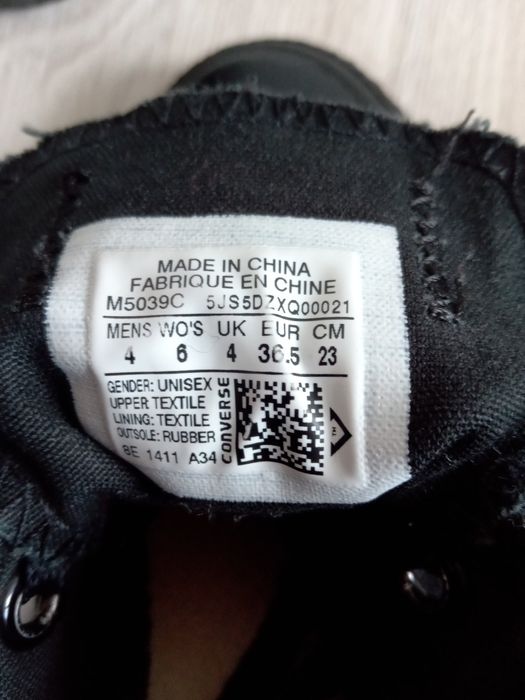 MADE IN CHINA
FABRIQUE EN CHINE
M5039C 5JS5DZXQ00021
MENS WO'S UK EUR CM
4 6 4 36.5 23
GENDER: UNISEX
UPPER: TEXTILE
LINING: TEXTILE
OUTSOLE: RUBBER
8E 1411 A34
CONVERSE